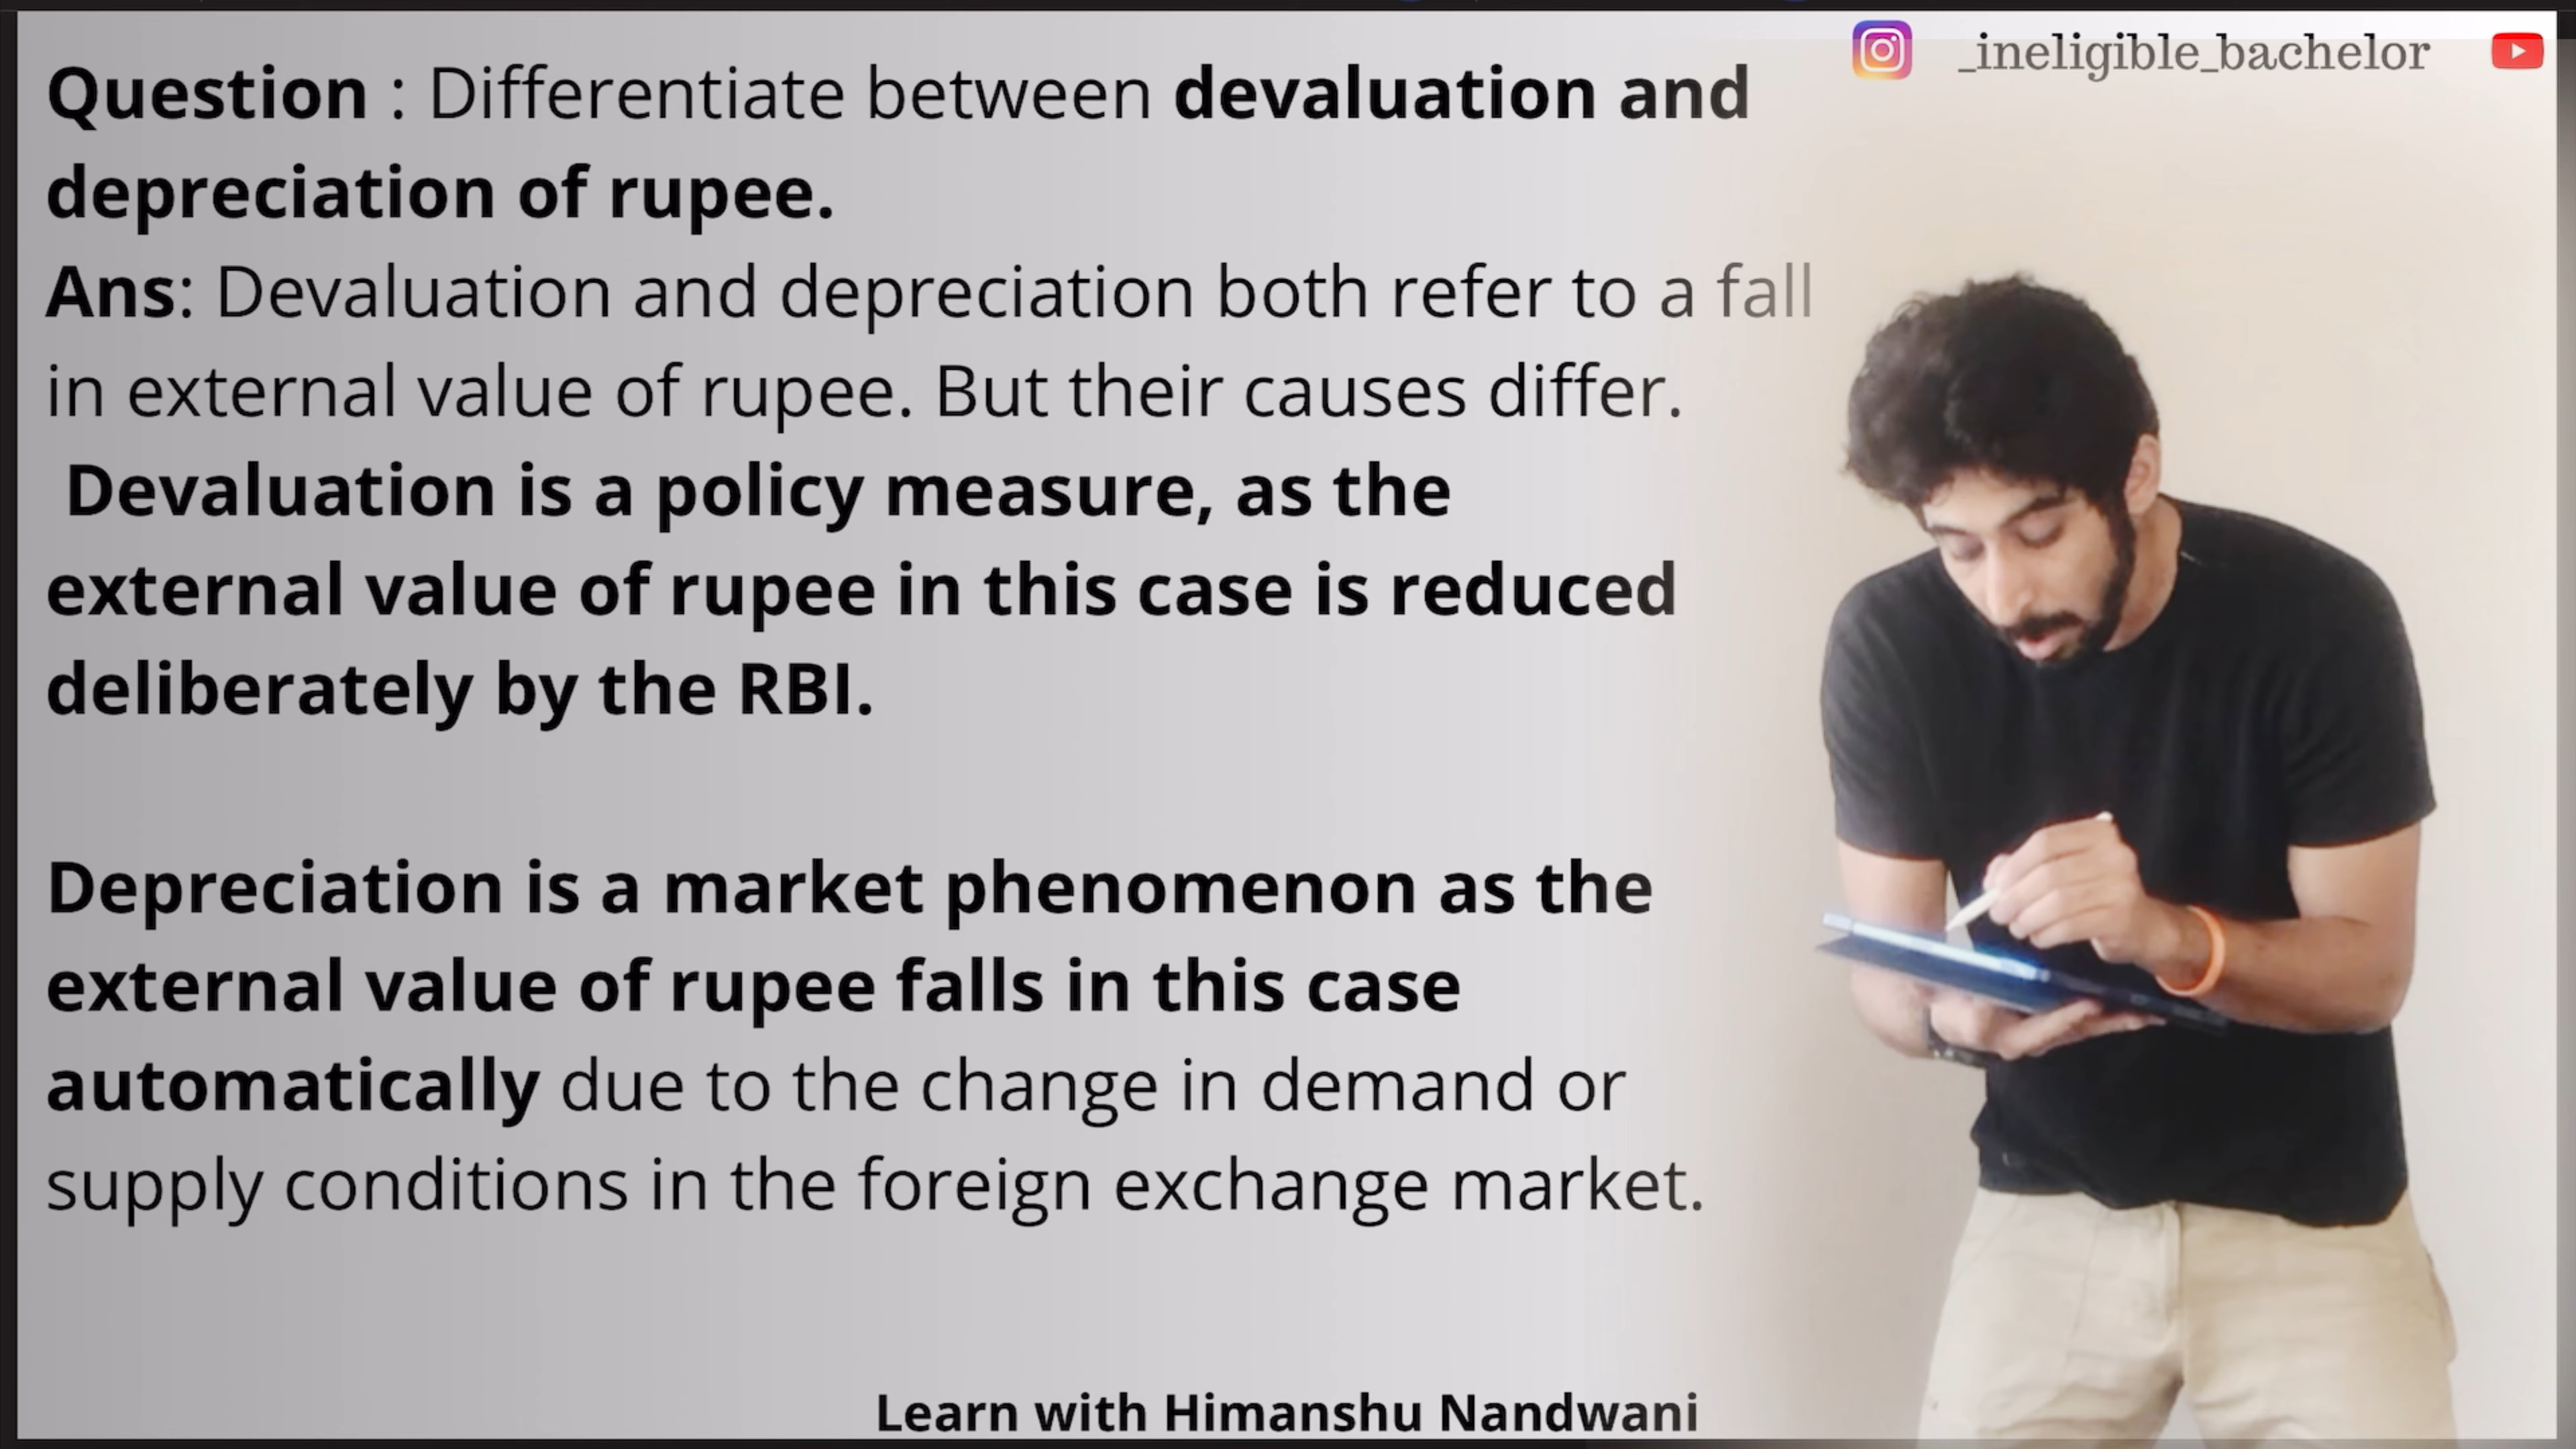 _ineligible_bachelor
Question : Differentiate between devaluation and
depreciation of rupee.
Ans: Devaluation and depreciation both refer to a fall
in external value of rupee. But their causes differ.
Devaluation is a policy measure, as the
external value of rupee in this case is reduced
deliberately by the RBI.
Depreciation is a market phenomenon as the
external value of rupee falls in this case
automatically due to the change in demand or
supply conditions in the foreign exchange market.
Learn with Himanshu Nandwani